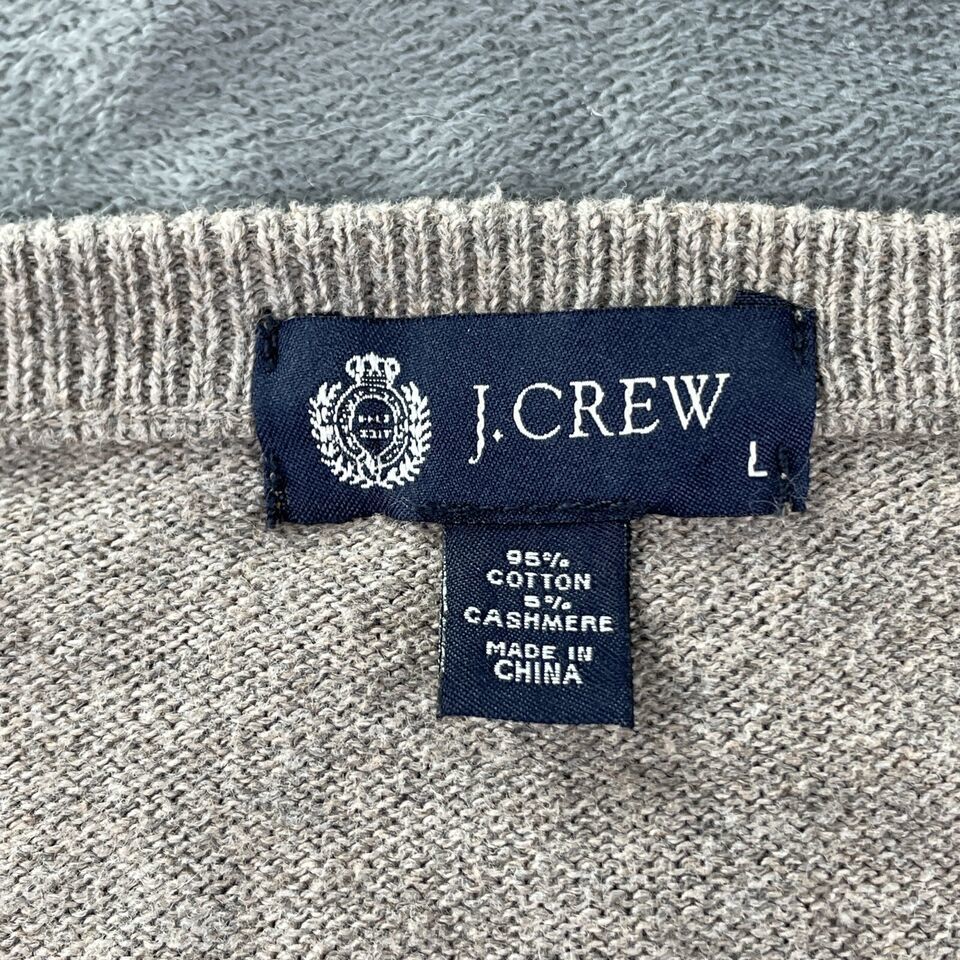 J.CREW
L
95%
COTTON
5%
CASHMERE
MADE IN
CHINA